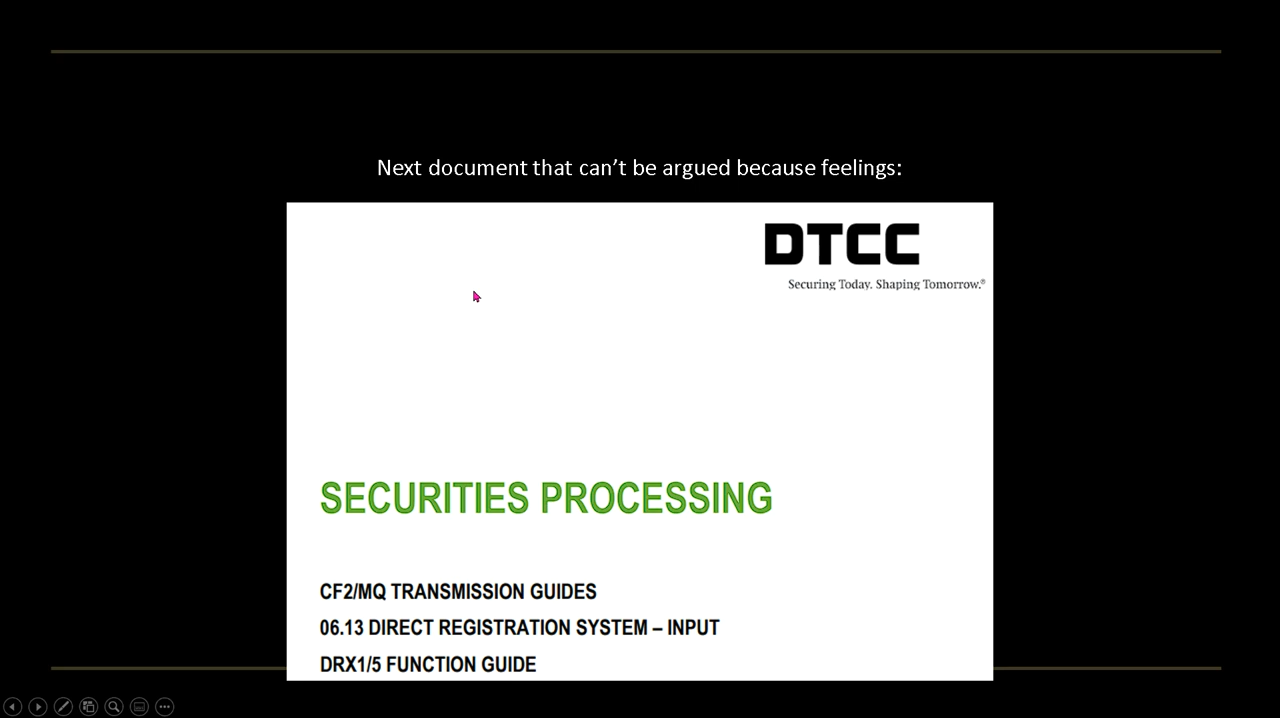 Next document that can’t be argued because feelings:
DTCC
Securing Today. Shaping Tomorrow.®
SECURITIES PROCESSING
CF2/MQ TRANSMISSION GUIDES
06.13 DIRECT REGISTRATION SYSTEM – INPUT
DRX1/5 FUNCTION GUIDE